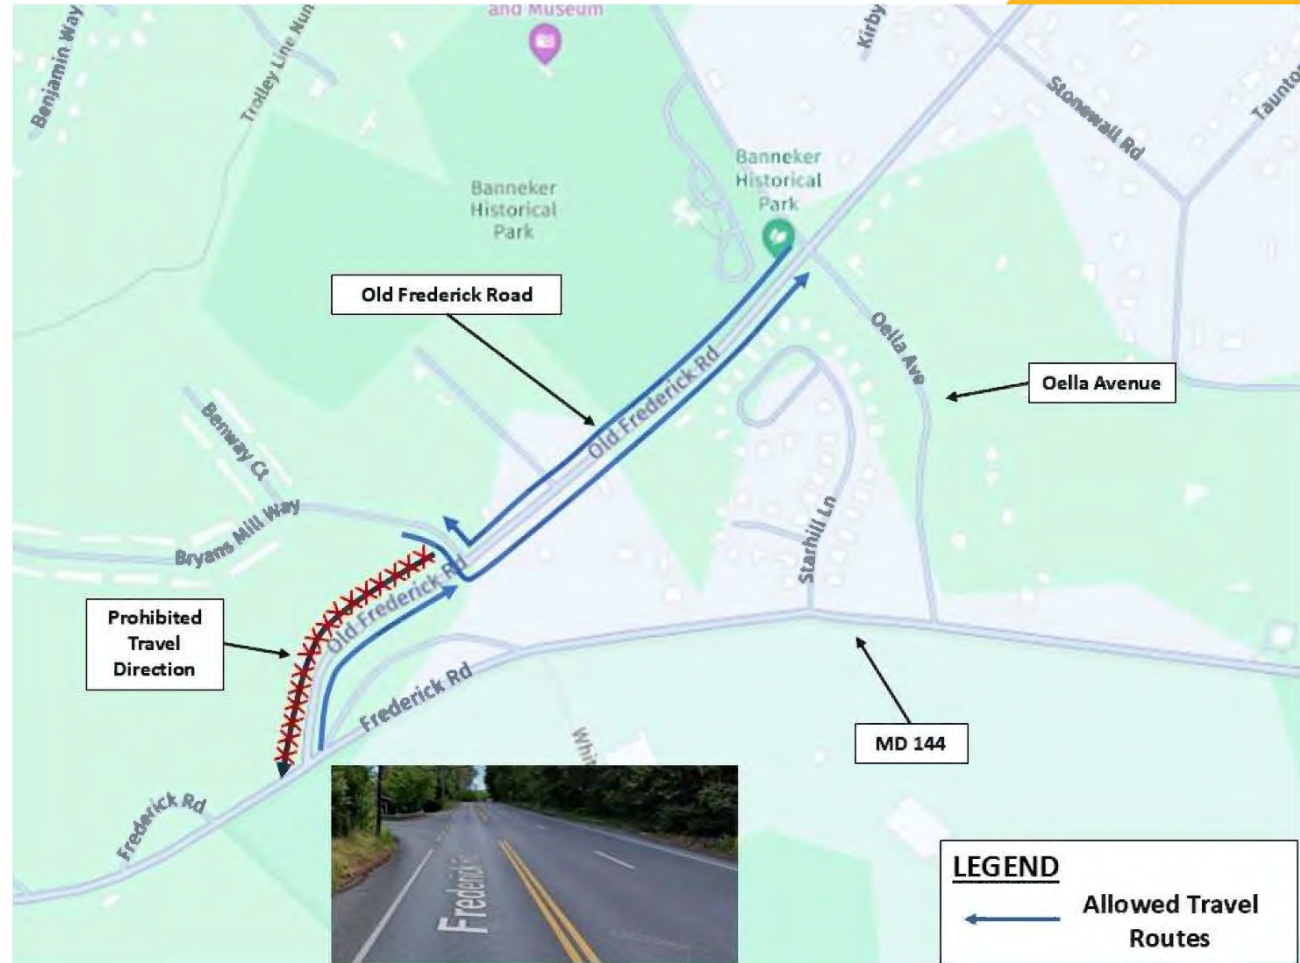 and Museum
Benjamin Way
Trolley Line Num
Kirby
Stonewall Rd
Taunton
Banneker
Historical
Park
Banneker
Historical
Park
Old Frederick Road
Oella Ave
Oella Avenue
Old Frederick Rd
Benway Ct
Bryans Mill Way
Starhill Ln
Old Frederick Rd
Prohibited
Travel
Direction
Frederick Rd
MD 144
Frederick Rd
LEGEND
Allowed Travel
Routes